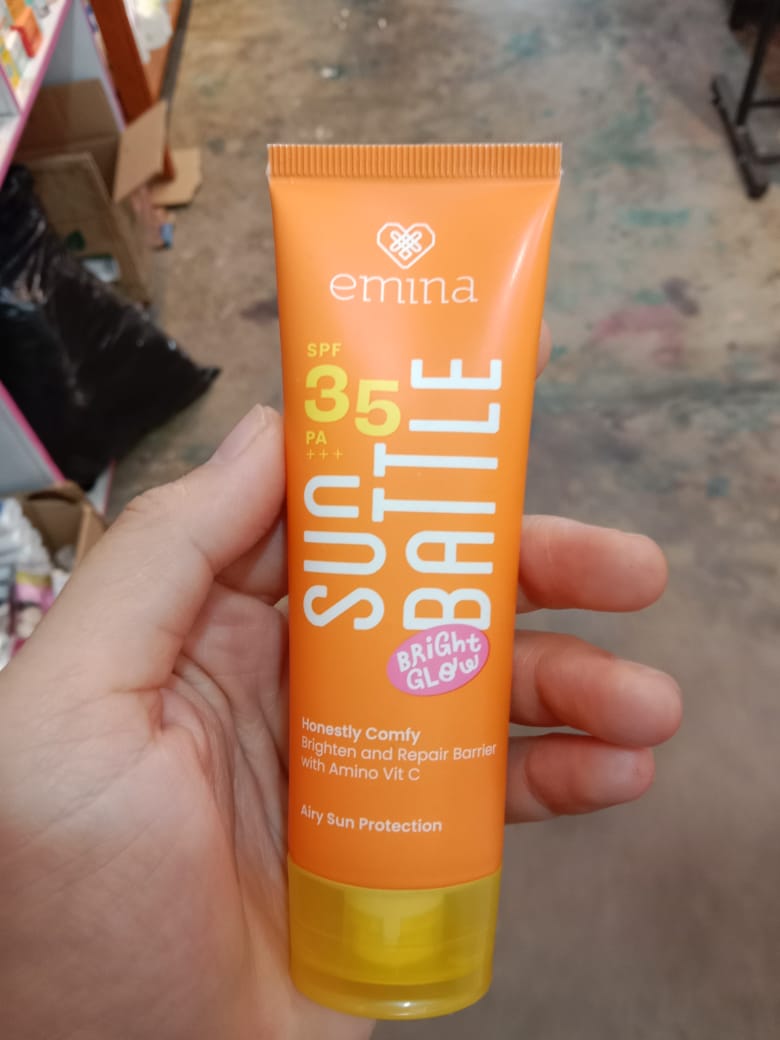 emina
SPF
35
PA
+++
SUN
BATTLE
BRiGht
GLOW
Honestly Comfy
Brighten and Repair Barrier
with Amino Vit C
Airy Sun Protection